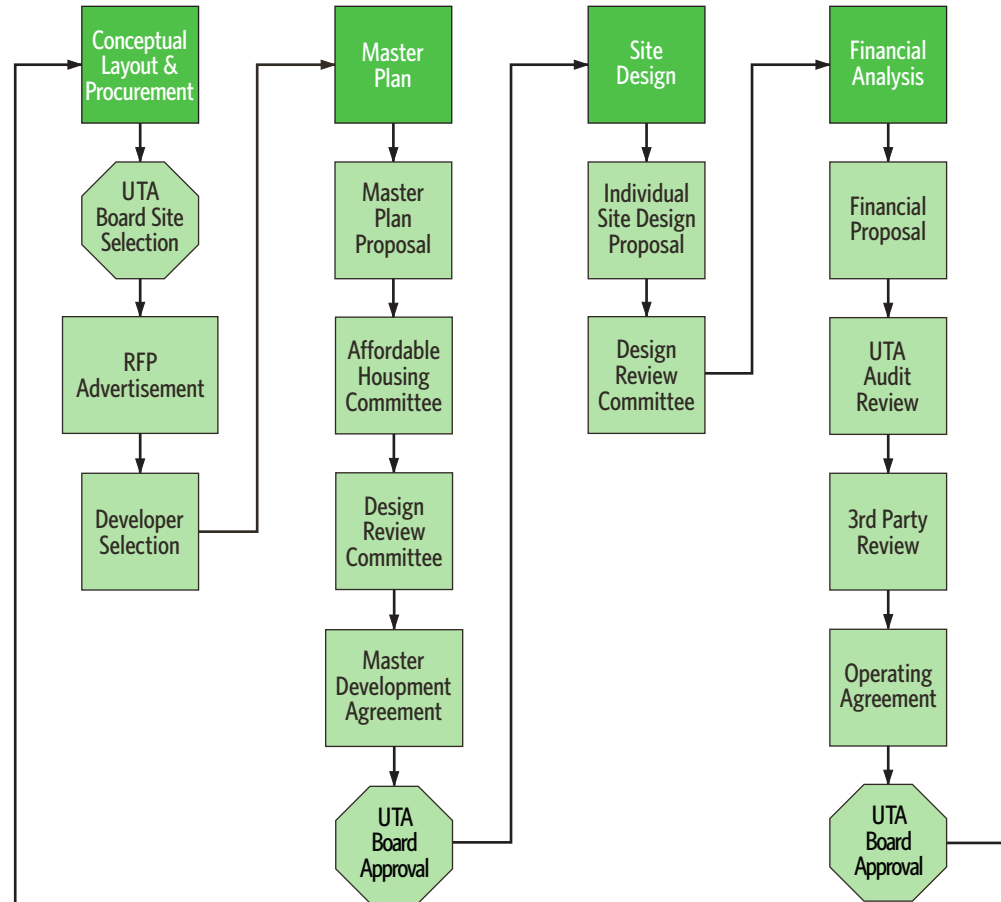 Conceptual
Layout &
Procurement
UTA
Board Site
Selection
RFP
Advertisement
Developer
Selection
Master
Plan
Master
Plan
Proposal
Affordable
Housing
Committee
Design
Review
Committee
Master
Development
Agreement
UTA
Board
Approval
Site
Design
Individual
Site Design
Proposal
Design
Review
Committee
Financial
Analysis
Financial
Proposal
UTA
Audit
Review
3rd Party
Review
Operating
Agreement
UTA
Board
Approval